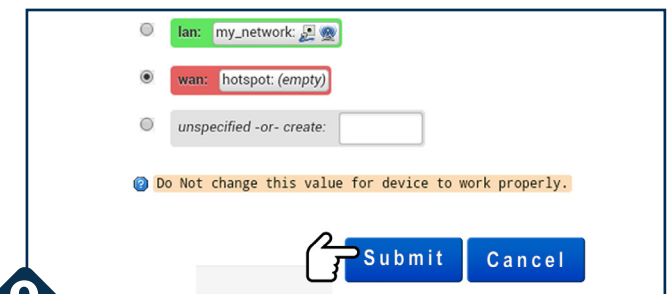 lan: my_network:
wan: hotspot: (empty)
unspecified -or- create:
Do Not change this value for device to work properly.
Submit Cancel